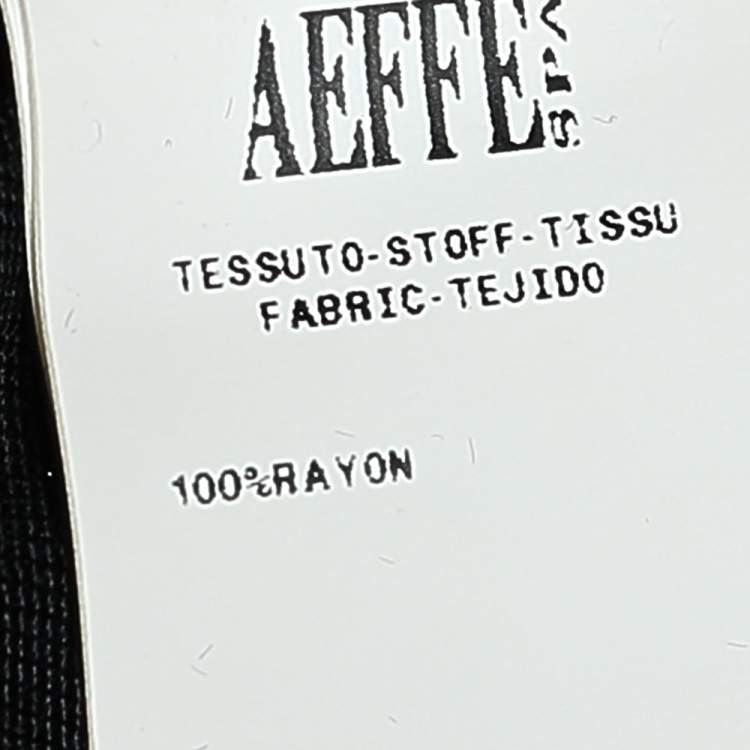 AEFFE S.P.A
TESSUTO-STOFF-TISSU
FABRIC-TEJIDO
100%RAYON